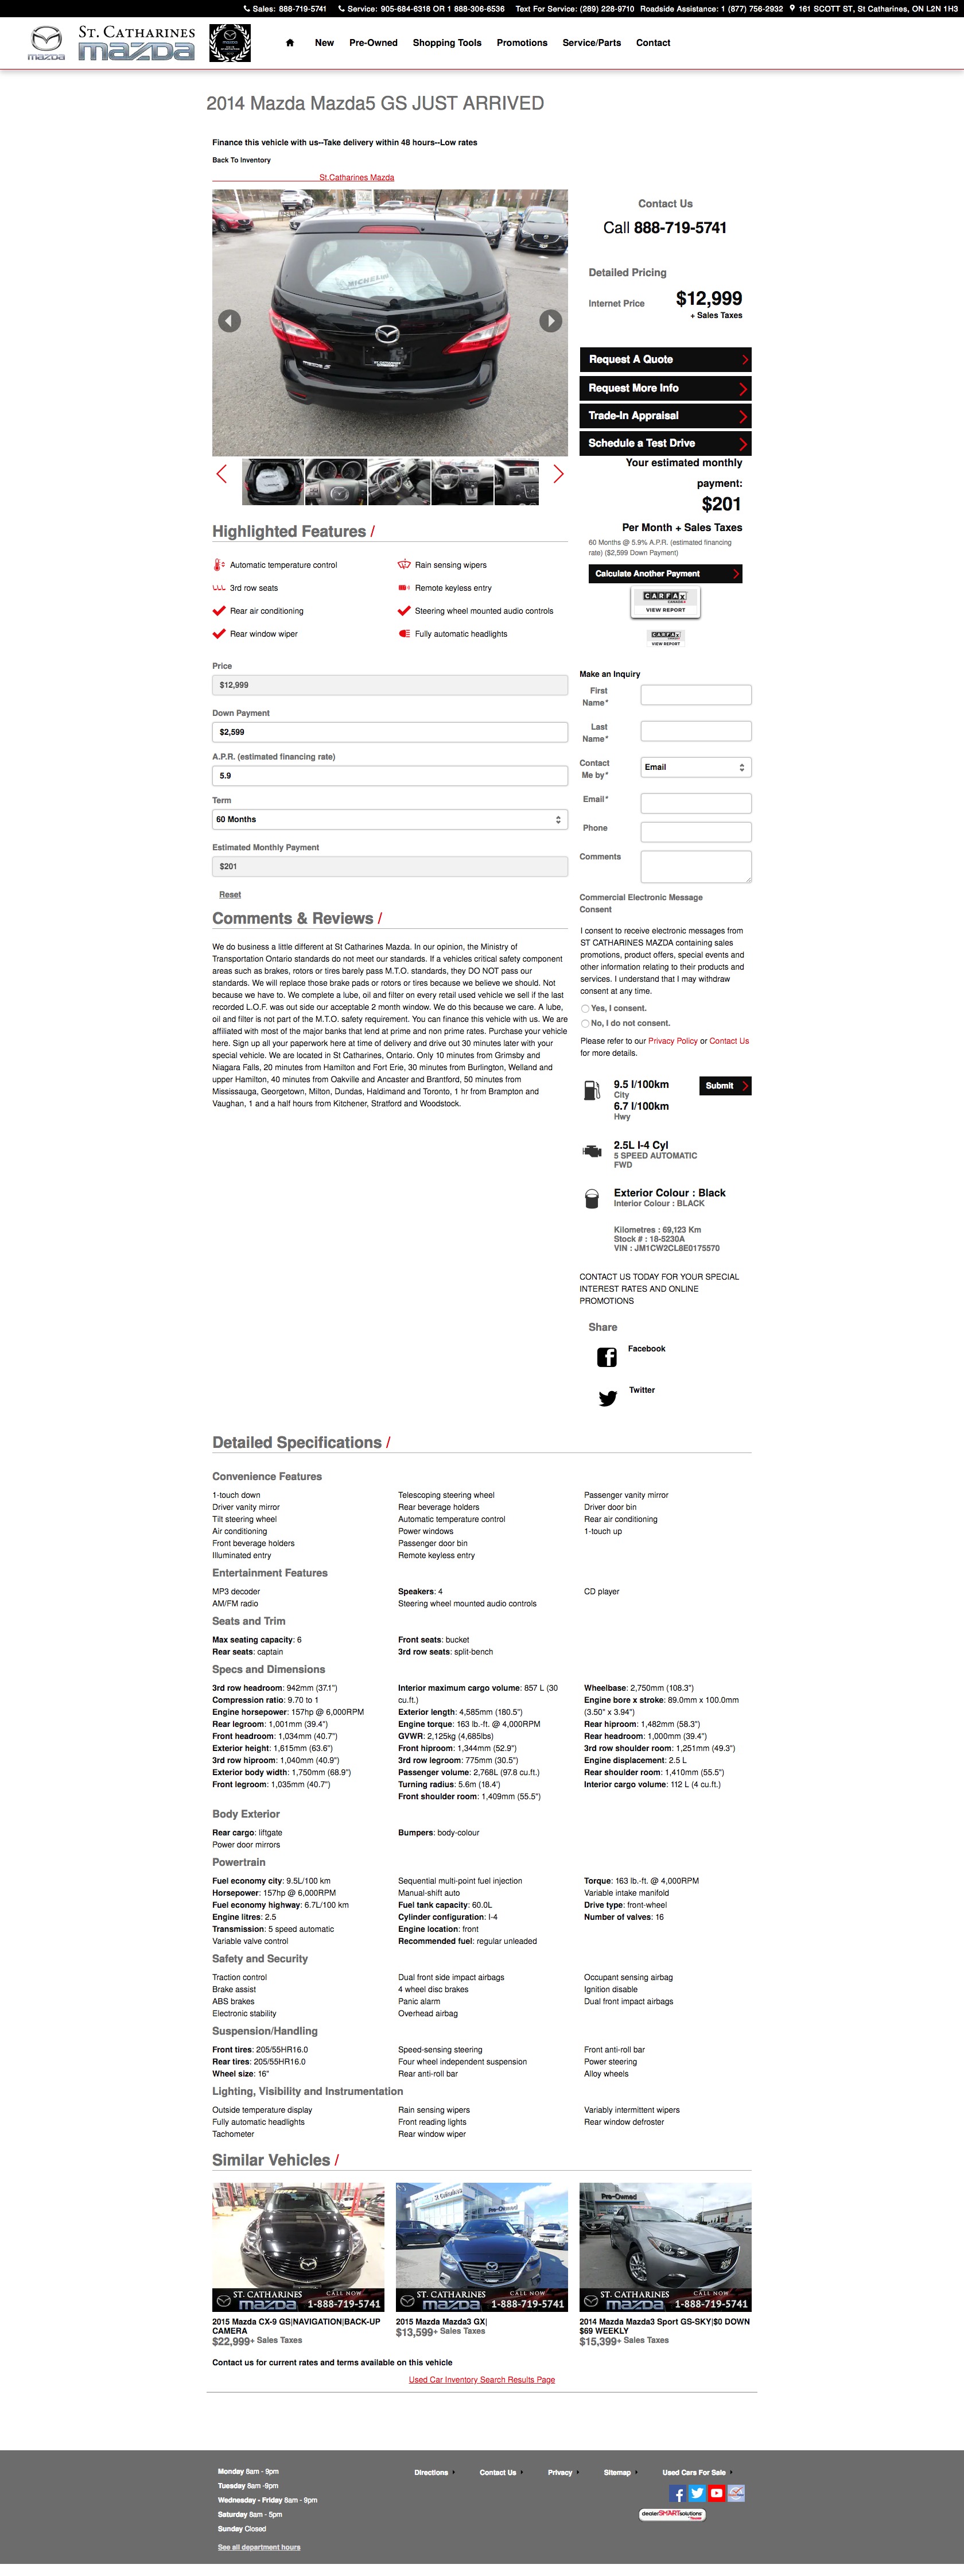 Sales: 888-719-5741 Service: 905-684-6318 OR 1 888-306-6536 Text For Service: (289) 228-9710 Roadside Assistance: 1 (877) 756-2932 161 SCOTT ST, St Catharines, ON L2N 1H3
ST. CATHARINES
mazda mazda
New Pre-Owned Shopping Tools Promotions Service/Parts Contact
2014 Mazda Mazda5 GS JUST ARRIVED
Finance this vehicle with us--Take delivery within 48 hours--Low rates
Back To Inventory
St.Catharines Mazda
MICHELIN
Contact Us
Call 888-719-5741
Detailed Pricing
Internet Price $12,999
+ Sales Taxes
Request A Quote
Request More Info
Trade-In Appraisal
Schedule a Test Drive
Your estimated monthly
payment:
$201
Per Month + Sales Taxes
60 Months @ 5.9% A.P.R. (estimated financing
rate) ($2,599 Down Payment)
Calculate Another Payment
CARFAX
CANADA
VIEW REPORT
CARFAX
VIEW REPORT
Highlighted Features /
Automatic temperature control Rain sensing wipers
3rd row seats Remote keyless entry
Rear air conditioning Steering wheel mounted audio controls
Rear window wiper Fully automatic headlights
Price
$12,999
Down Payment
$2,599
A.P.R. (estimated financing rate)
5.9
Term
60 Months
Estimated Monthly Payment
$201
Reset
Make an Inquiry
First
Name*
Last
Name*
Contact
Me by*
Email
Email*
Phone
Comments
Commercial Electronic Message
Consent
I consent to receive electronic messages from
ST CATHARINES MAZDA containing sales
promotions, product offers, special events and
other information relating to their products and
services. I understand that I may withdraw
consent at any time.
Yes, I consent.
No, I do not consent.
Please refer to our Privacy Policy or Contact Us
for more details.
Submit
Comments & Reviews /
We do business a little different at St Catharines Mazda. In our opinion, the Ministry of
Transportation Ontario standards do not meet our standards. If a vehicles critical safety component
areas such as brakes, rotors or tires barely pass M.T.O. standards, they DO NOT pass our
standards. We will replace those brake pads or rotors or tires because we believe we should. Not
because we have to. We complete a lube, oil and filter on every retail used vehicle we sell if the last
recorded L.O.F. was out side our acceptable 2 month window. We do this because we care. A lube,
oil and filter is not part of the M.T.O. safety requirement. You can finance this vehicle with us. We are
affiliated with most of the major banks that lend at prime and non prime rates. Purchase your vehicle
here. Sign up all your paperwork here at time of delivery and drive out 30 minutes later with your
special vehicle. We are located in St Catharines, Ontario. Only 10 minutes from Grimsby and
Niagara Falls, 20 minutes from Hamilton and Fort Erie, 30 minutes from Burlington, Welland and
upper Hamilton, 40 minutes from Oakville and Ancaster and Brantford, 50 minutes from
Mississauga, Georgetown, Milton, Dundas, Haldimand and Toronto, 1 hr from Brampton and
Vaughan, 1 and a half hours from Kitchener, Stratford and Woodstock.
9.5 l/100km
City
6.7 l/100km
Hwy
2.5L I-4 Cyl
5 SPEED AUTOMATIC
FWD
Exterior Colour : Black
Interior Colour : BLACK
Kilometres : 69,123 Km
Stock # : 18-5230A
VIN : JM1CW2CL8E0175570
CONTACT US TODAY FOR YOUR SPECIAL
INTEREST RATES AND ONLINE
PROMOTIONS
Share
Facebook
Twitter
Detailed Specifications /
Convenience Features
1-touch down Telescoping steering wheel Passenger vanity mirror
Driver vanity mirror Rear beverage holders Driver door bin
Tilt steering wheel Automatic temperature control Rear air conditioning
Air conditioning Power windows 1-touch up
Front beverage holders Passenger door bin
Illuminated entry Remote keyless entry
Entertainment Features
MP3 decoder Speakers: 4 CD player
AM/FM radio Steering wheel mounted audio controls
Seats and Trim
Max seating capacity: 6 Front seats: bucket
Rear seats: captain 3rd row seats: split-bench
Specs and Dimensions
3rd row headroom: 942mm (37.1") Interior maximum cargo volume: 857 L (30 Wheelbase: 2,750mm (108.3")
Compression ratio: 9.70 to 1 cu.ft.) Engine bore x stroke: 89.0mm x 100.0mm
Engine horsepower: 157hp @ 6,000RPM Exterior length: 4,585mm (180.5") (3.50" x 3.94")
Rear legroom: 1,001mm (39.4") Engine torque: 163 lb.-ft. @ 4,000RPM Rear hiproom: 1,482mm (58.3")
Front headroom: 1,034mm (40.7") GVWR: 2,125kg (4,685lbs) Rear headroom: 1,000mm (39.4")
Exterior height: 1,615mm (63.6") Front hiproom: 1,344mm (52.9") 3rd row shoulder room: 1,251mm (49.3")
3rd row hiproom: 1,040mm (40.9") 3rd row legroom: 775mm (30.5") Engine displacement: 2.5 L
Exterior body width: 1,750mm (68.9") Passenger volume: 2,768L (97.8 cu.ft.) Rear shoulder room: 1,410mm (55.5")
Front legroom: 1,035mm (40.7") Turning radius: 5.6m (18.4') Interior cargo volume: 112 L (4 cu.ft.)
Front shoulder room: 1,409mm (55.5")
Body Exterior
Rear cargo: liftgate Bumpers: body-colour
Power door mirrors
Powertrain
Fuel economy city: 9.5L/100 km Sequential multi-point fuel injection Torque: 163 lb.-ft. @ 4,000RPM
Horsepower: 157hp @ 6,000RPM Manual-shift auto Variable intake manifold
Fuel economy highway: 6.7L/100 km Fuel tank capacity: 60.0L Drive type: front-wheel
Engine litres: 2.5 Cylinder configuration: I-4 Number of valves: 16
Transmission: 5 speed automatic Engine location: front
Variable valve control Recommended fuel: regular unleaded
Safety and Security
Traction control Dual front side impact airbags Occupant sensing airbag
Brake assist 4 wheel disc brakes Ignition disable
ABS brakes Panic alarm Dual front impact airbags
Electronic stability Overhead airbag
Suspension/Handling
Front tires: 205/55HR16.0 Speed-sensing steering Front anti-roll bar
Rear tires: 205/55HR16.0 Four wheel independent suspension Power steering
Wheel size: 16" Rear anti-roll bar Alloy wheels
Lighting, Visibility and Instrumentation
Outside temperature display Rain sensing wipers Variably intermittent wipers
Fully automatic headlights Front reading lights Rear window defroster
Tachometer Rear window wiper
Similar Vehicles /
Pre-Owned Pre-Owned
ST. CATHARINES CALL NOW ST. CATHARINES CALL NOW ST. CATHARINES CALL NOW
mazda 1-888-719-5741 mazda 1-888-719-5741 mazda 1-888-719-5741
2015 Mazda CX-9 GS|NAVIGATION|BACK-UP 2015 Mazda Mazda3 GX| 2014 Mazda Mazda3 Sport GS-SKY|$0 DOWN
CAMERA $13,599+ Sales Taxes $69 WEEKLY
$22,999+ Sales Taxes $15,399+ Sales Taxes
Contact us for current rates and terms available on this vehicle
Used Car Inventory Search Results Page
Monday 8am - 9pm Directions Contact Us Privacy Sitemap Used Cars For Sale
Tuesday 8am -9pm
Wednesday - Friday 8am - 9pm
Saturday 8am - 5pm
Sunday Closed
See all department hours
dealerSMARTsolutions